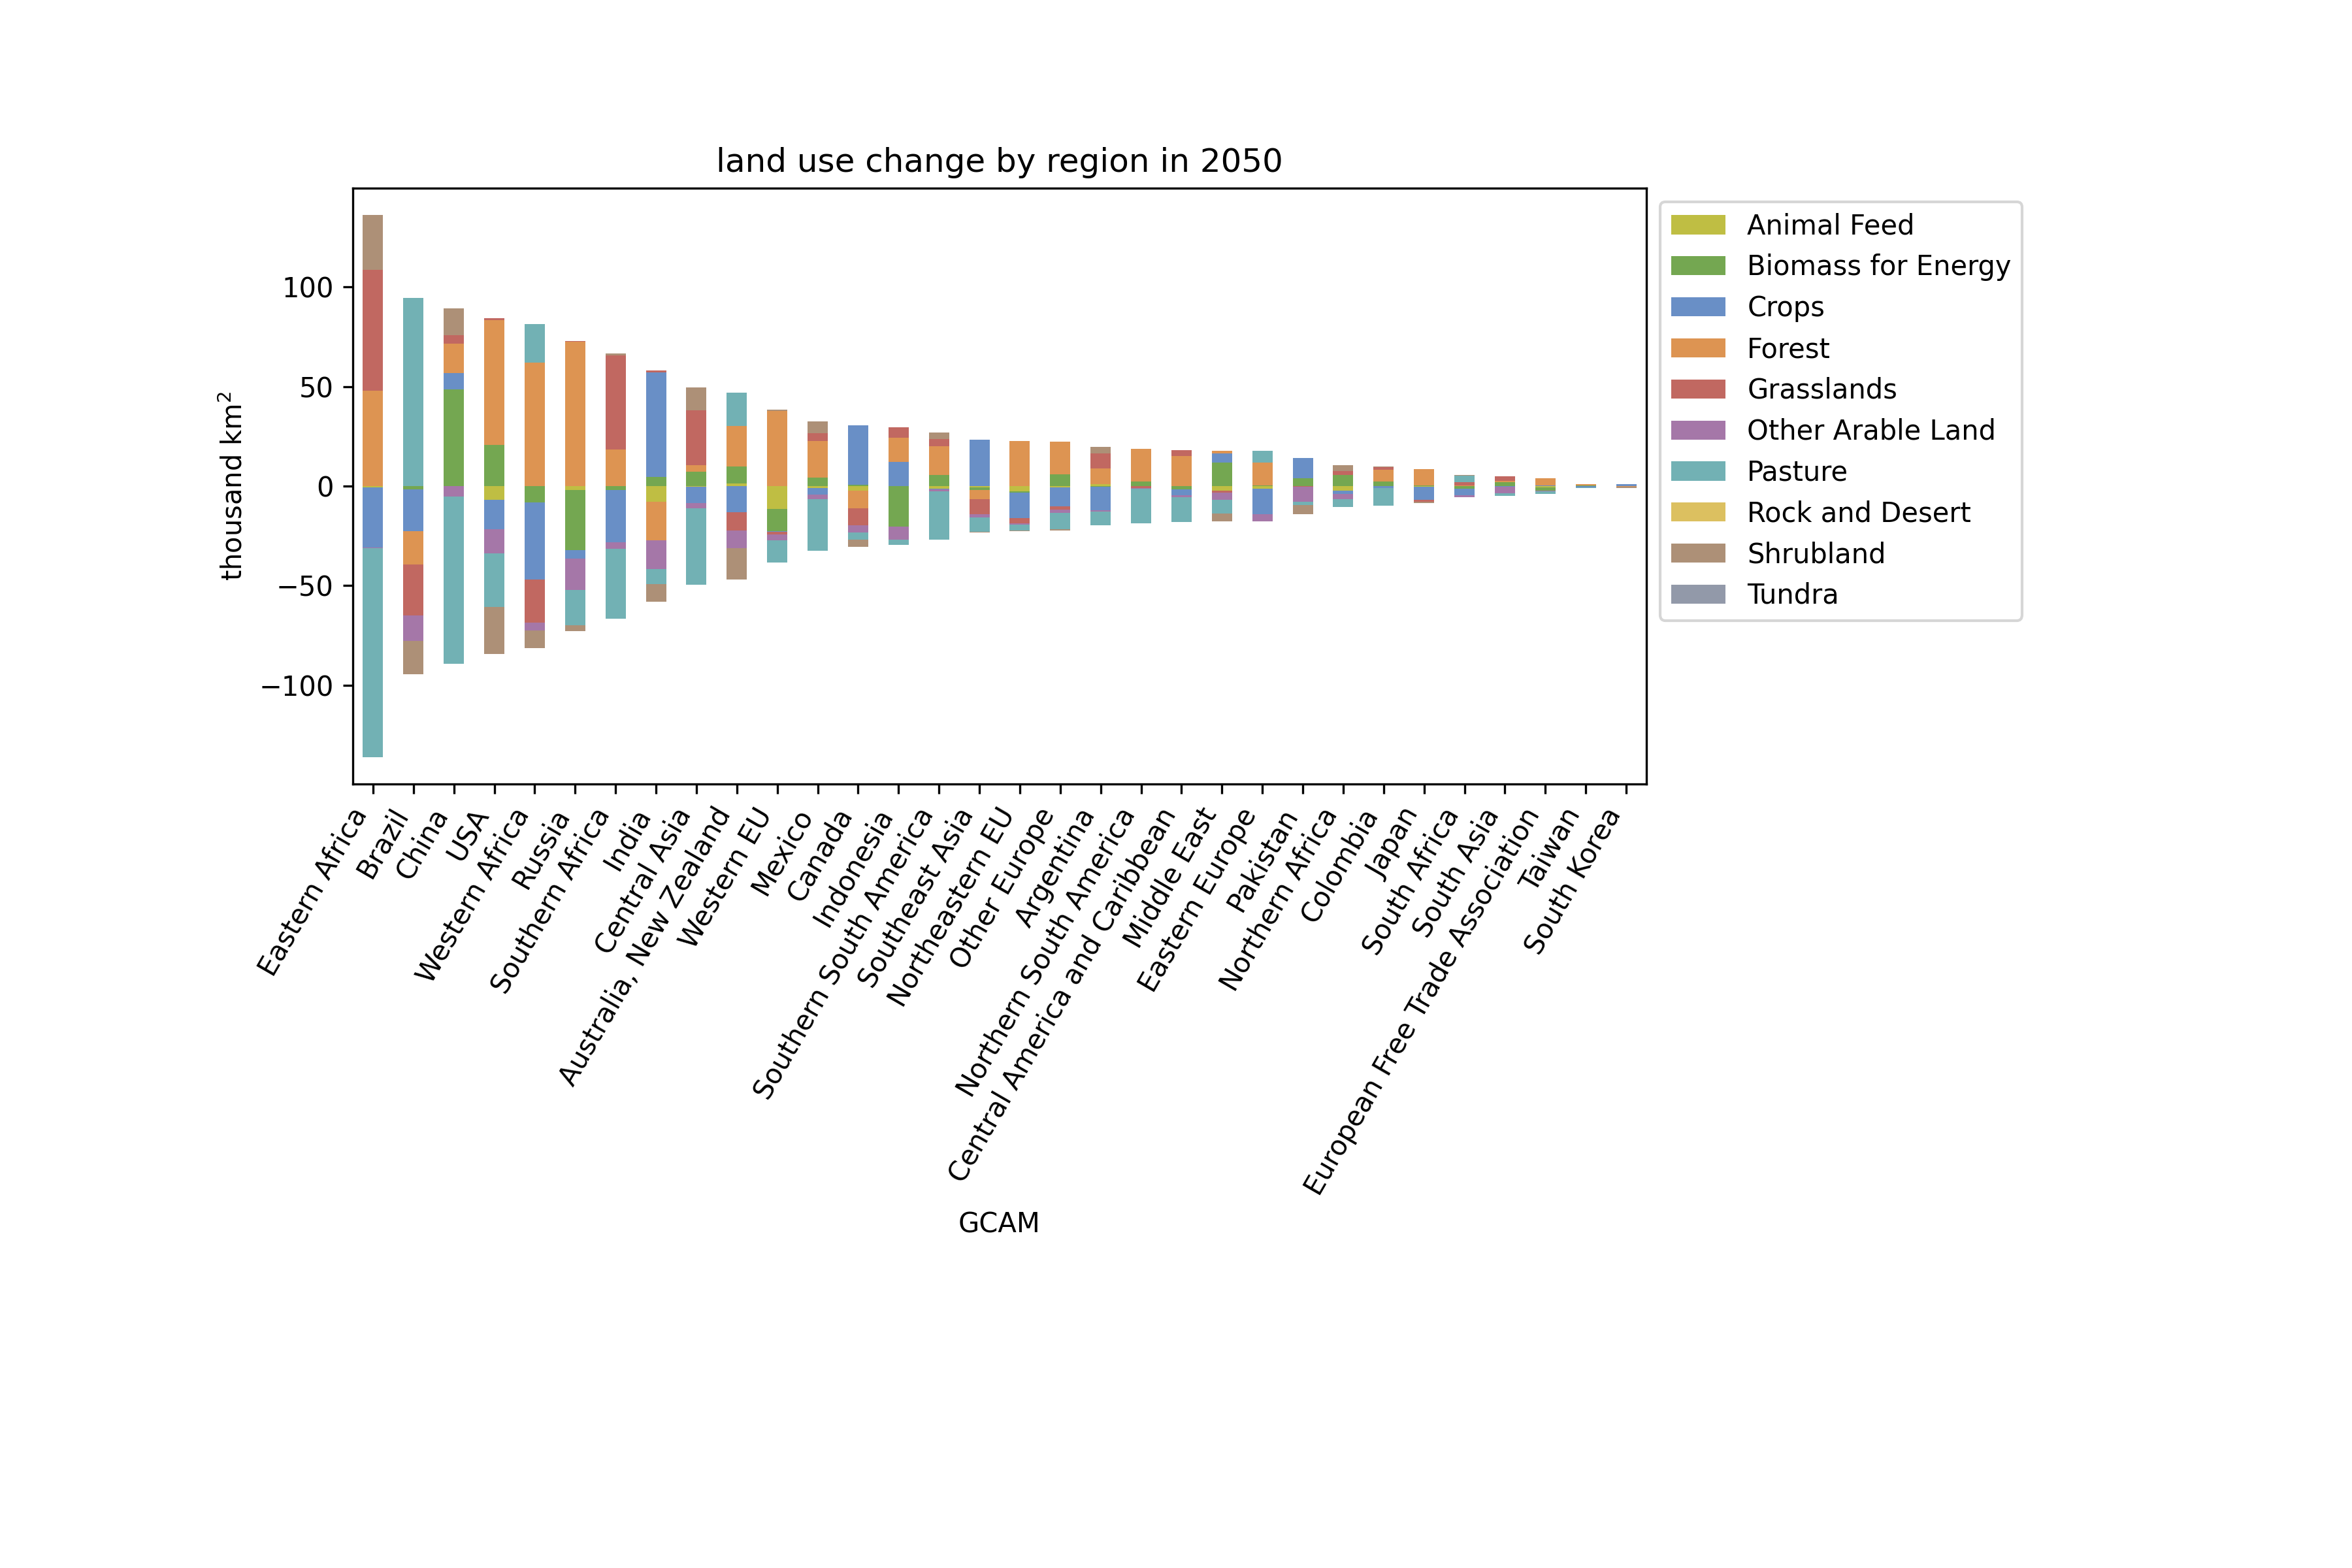 land use change by region in 2050
thousand km²
100
50
0
−50
−100
Animal Feed
Biomass for Energy
Crops
Forest
Grasslands
Other Arable Land
Pasture
Rock and Desert
Shrubland
Tundra
Eastern Africa
Brazil
China
USA
Western Africa
Russia
Southern Africa
India
Central Asia
Australia, New Zealand
Western EU
Mexico
Canada
Indonesia
Southern South America
Southeast Asia
Northeastern EU
Other Europe
Argentina
Northern South America
Central America and Caribbean
Middle East
Eastern Europe
Pakistan
Northern Africa
Colombia
Japan
South Africa
South Asia
European Free Trade Association
Taiwan
South Korea
GCAM